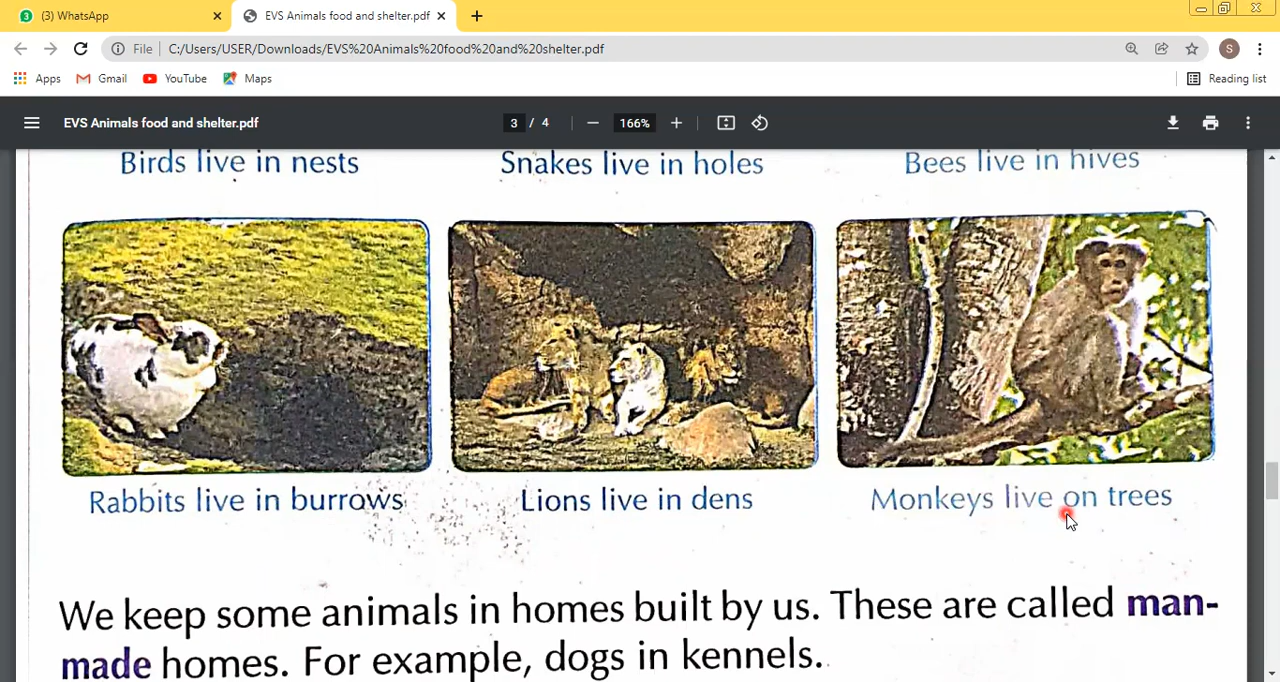 3 (3) WhatsApp
EVS Animals food and shelter.pdf
File C:/Users/USER/Downloads/EVS%20Animals%20food%20and%20shelter.pdf
S
Apps Gmail YouTube Maps
Reading list
EVS Animals food and shelter.pdf
3 / 4
166%
Birds live in nests
Snakes live in holes
Bees live in hives
Rabbits live in burrows
Lions live in dens
Monkeys live on trees
We keep some animals in homes built by us. These are called man-
made homes. For example, dogs in kennels.